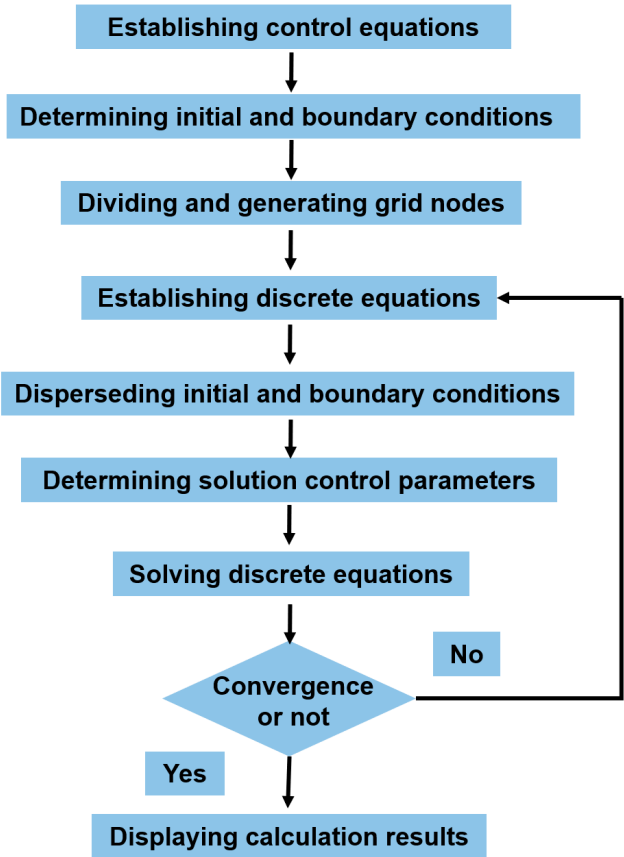 Establishing control equations
Determining initial and boundary conditions
Dividing and generating grid nodes
Establishing discrete equations
Disperseding initial and boundary conditions
Determining solution control parameters
Solving discrete equations
No
Convergence
or not
Yes
Displaying calculation results